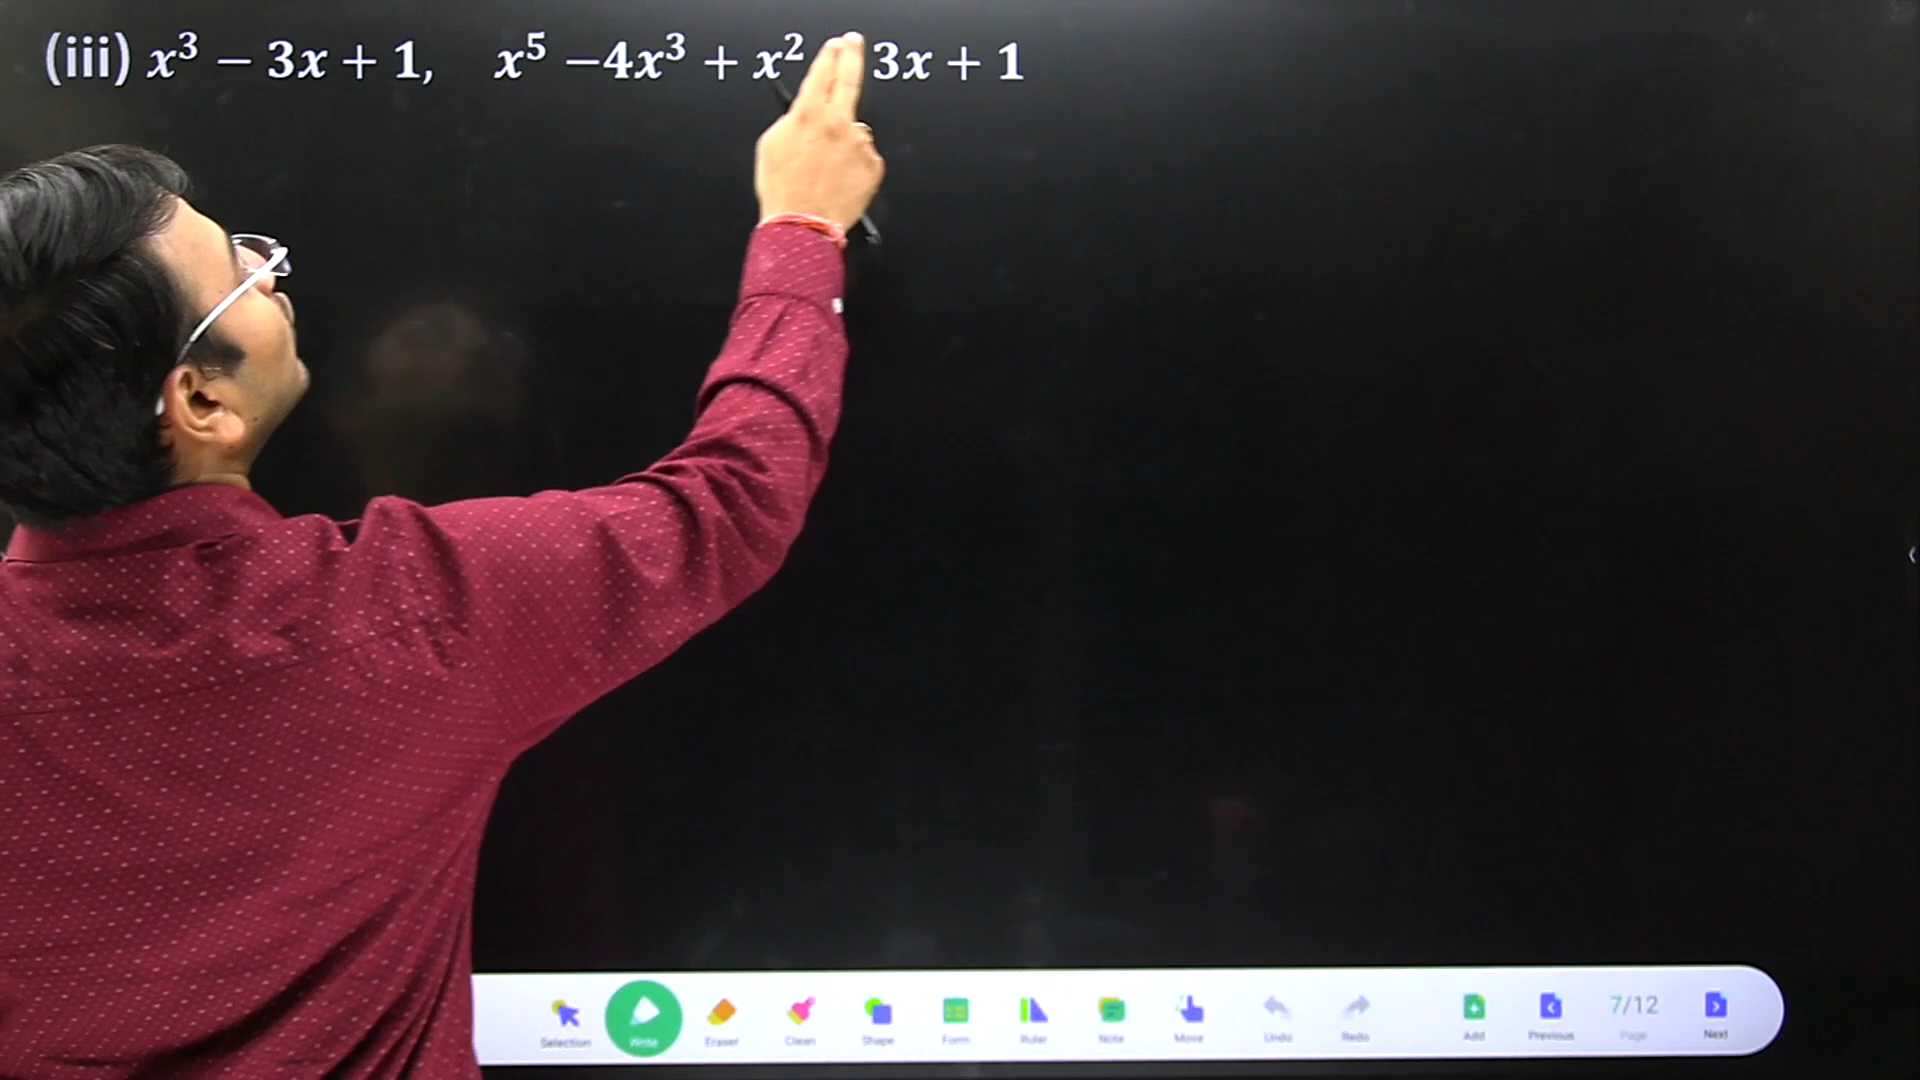 (iii) x³ − 3x + 1, x⁵ −4x³ + x² 3x + 1
Selection Write Eraser Clean Shape Form Ruler Note Move Undo Redo Add Previous 7/12 Page Next